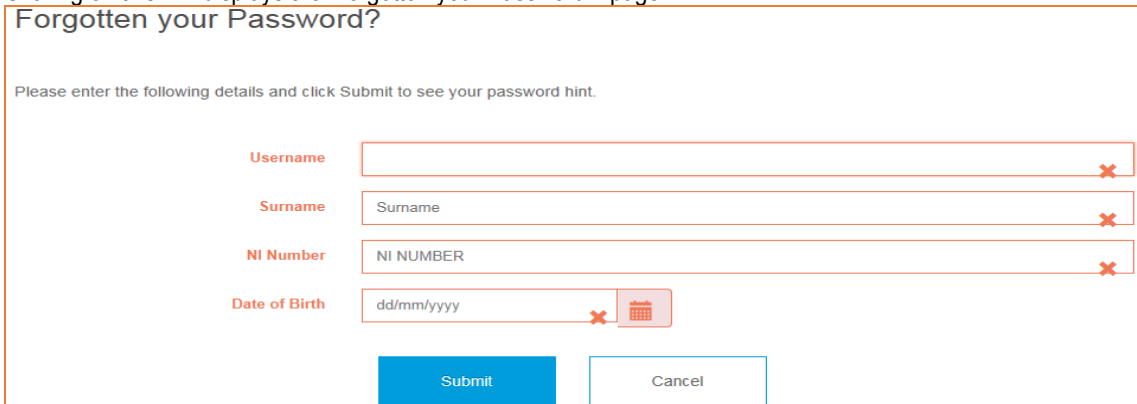 Forgotten your Password?
Please enter the following details and click Submit to see your password hint.
Username
Surname Surname
NI Number NI NUMBER
Date of Birth dd/mm/yyyy
Submit Cancel